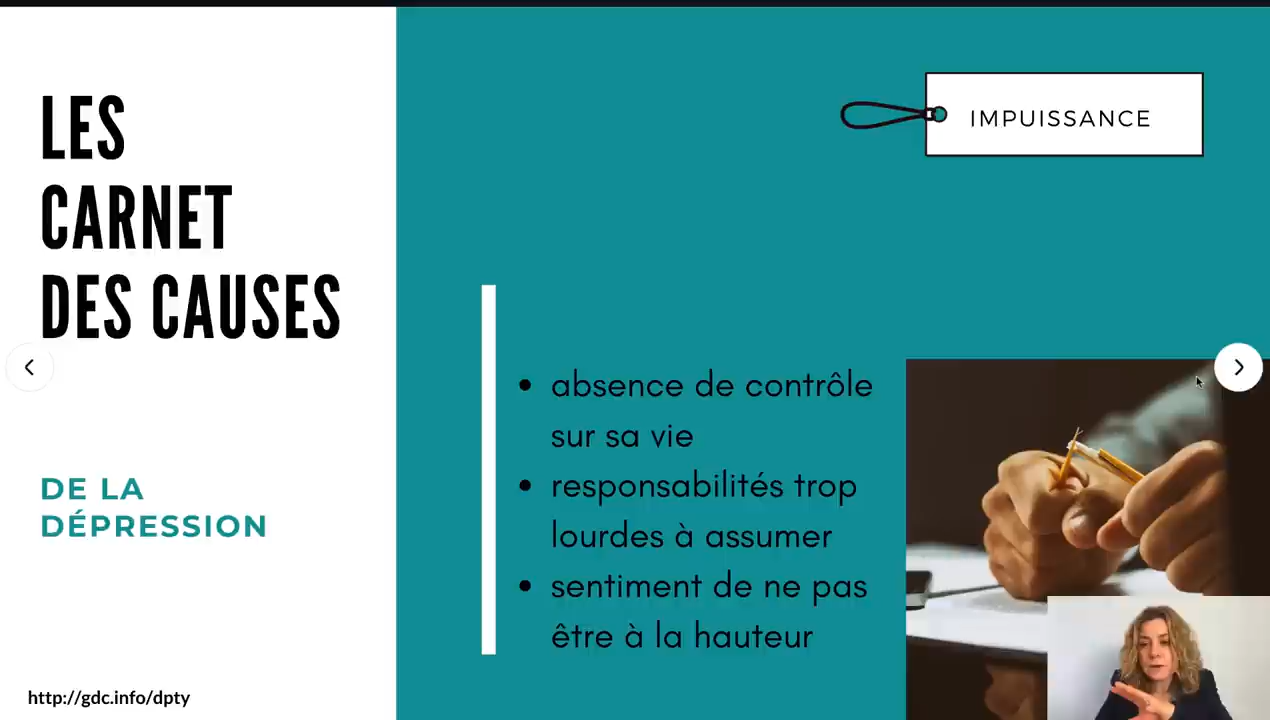 LES
CARNET
DES CAUSES
DE LA
DÉPRESSION
http://gdc.info/dpty
IMPUISSANCE
• absence de contrôle
sur sa vie
• responsabilités trop
lourdes à assumer
• sentiment de ne pas
être à la hauteur